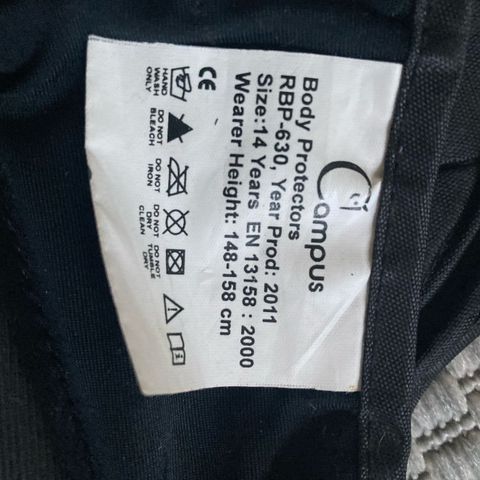 Campus
Body Protectors
RBP-630, Year Prod: 2011
Size:14 Years EN 13158 : 2000
Wearer Height: 148-158 cm
CE
HAND WASH ONLY
DO NOT BLEACH
DO NOT IRON
DO NOT DRY CLEAN
DO NOT TUMBLE DRY